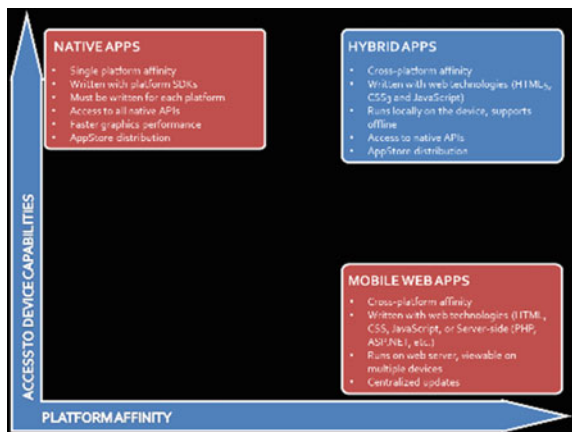 NATIVE APPS
• Single platform affinity
• Written with platform SDKs
• Must be written for each platform
• Access to all native APIs
• Faster graphics performance
• AppStore distribution
HYBRID APPS
• Cross-platform affinity
• Written with web technologies (HTML5,
CSS3 and JavaScript)
• Runs locally on the device, supports
offline
• Access to native APIs
• AppStore distribution
MOBILE WEB APPS
• Cross-platform affinity
• Written with web technologies (HTML,
CSS, JavaScript, or Server-side (PHP,
ASP.NET, etc.)
• Runs on web server, viewable on
multiple devices
• Centralized updates
ACCESS TO DEVICE CAPABILITIES
PLATFORM AFFINITY